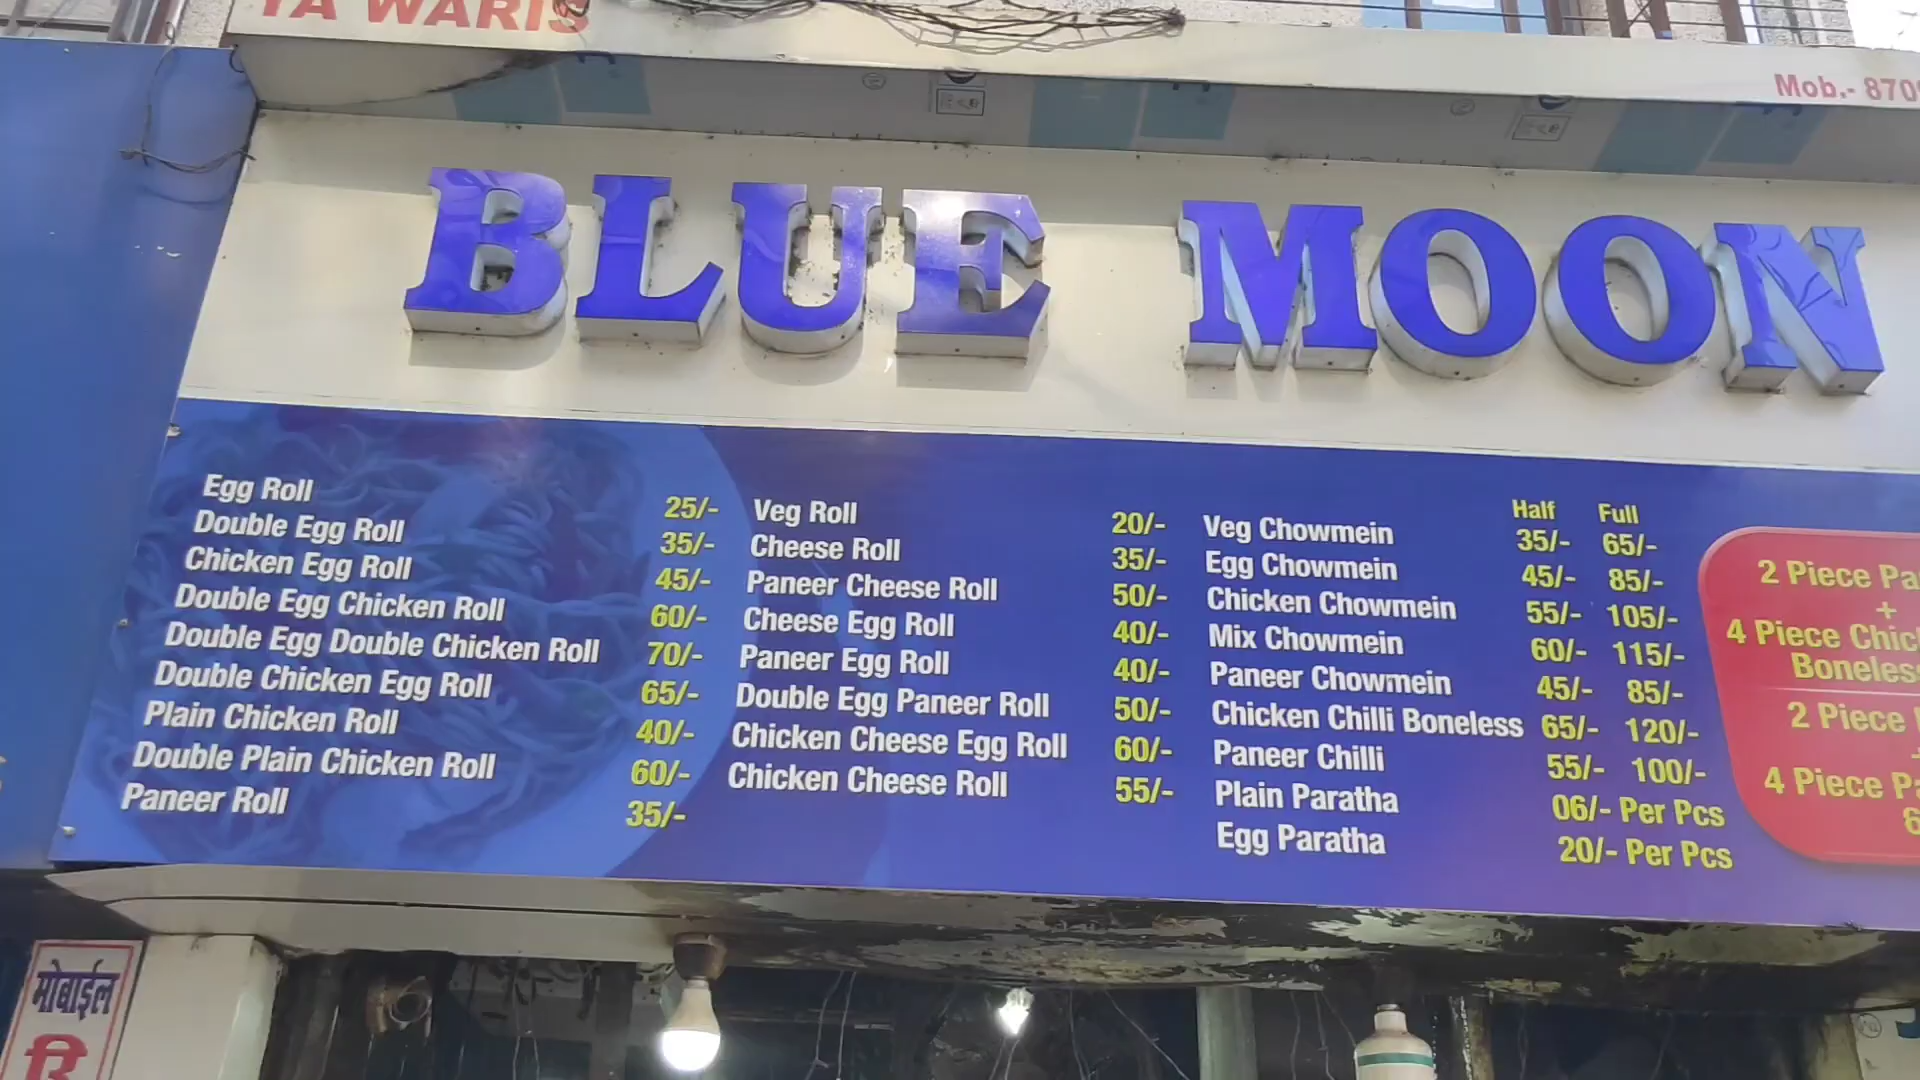 YA WARIS
Mob.- 870
BLUE MOON
Egg Roll 25/-
Double Egg Roll 35/-
Chicken Egg Roll 45/-
Double Egg Chicken Roll 60/-
Double Egg Double Chicken Roll 70/-
Double Chicken Egg Roll 65/-
Plain Chicken Roll 40/-
Double Plain Chicken Roll 60/-
Paneer Roll 35/-
Veg Roll 20/-
Cheese Roll 35/-
Paneer Cheese Roll 50/-
Cheese Egg Roll 40/-
Paneer Egg Roll 40/-
Double Egg Paneer Roll 50/-
Chicken Cheese Egg Roll 60/-
Chicken Cheese Roll 55/-
Half Full
Veg Chowmein 35/- 65/-
Egg Chowmein 45/- 85/-
Chicken Chowmein 55/- 105/-
Mix Chowmein 60/- 115/-
Paneer Chowmein 45/- 85/-
Chicken Chilli Boneless 65/- 120/-
Paneer Chilli 55/- 100/-
Plain Paratha 06/- Per Pcs
Egg Paratha 20/- Per Pcs
2 Piece Pa
+
4 Piece Chic
Boneles
2 Piece
4 Piece Pa
6
मोबाईल
रि